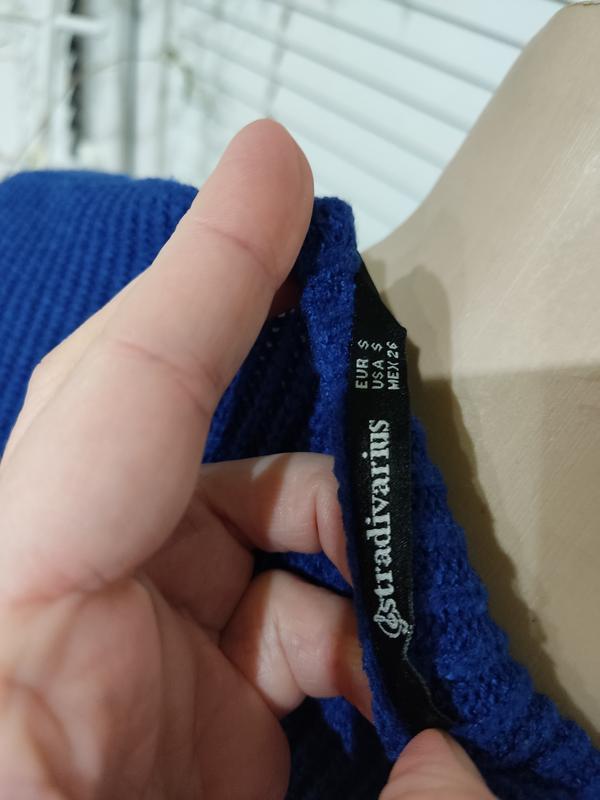 EUR S
USA S
MEX 26
stradivarius